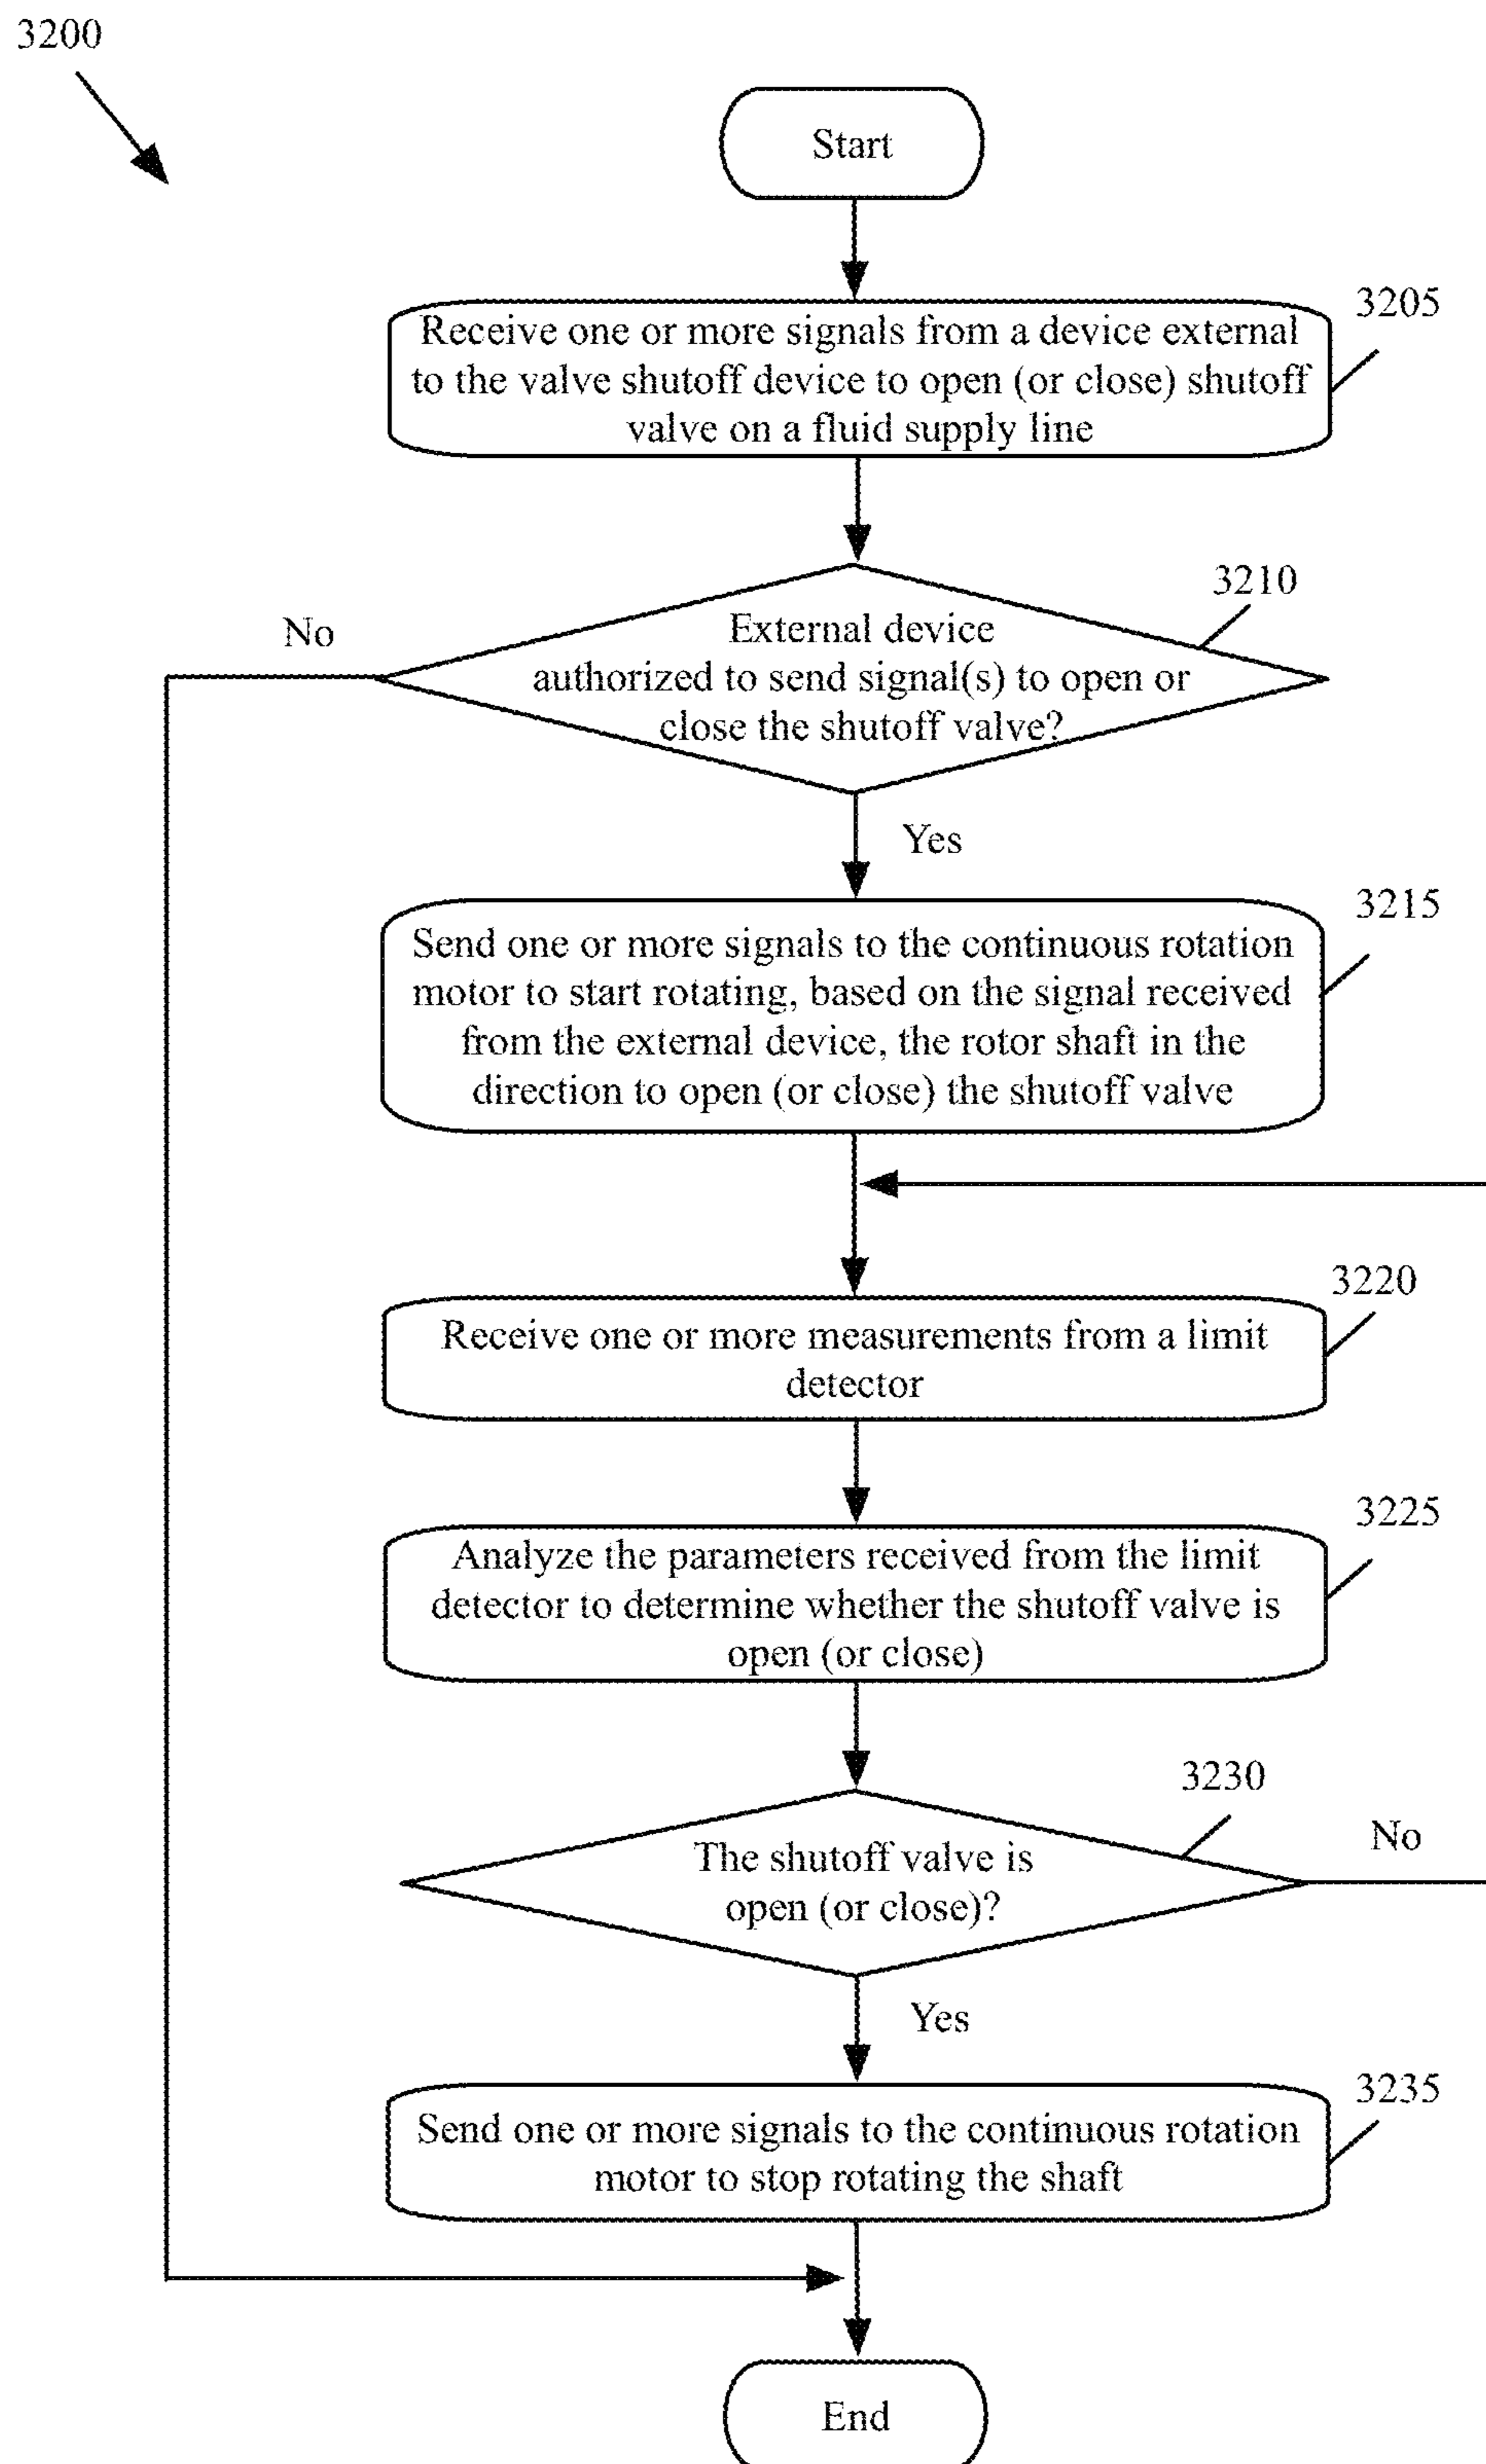 3200
Start
3205
Receive one or more signals from a device external
to the valve shutoff device to open (or close) shutoff
valve on a fluid supply line
3210
No
External device
authorized to send signal(s) to open or
close the shutoff valve?
Yes
3215
Send one or more signals to the continuous rotation
motor to start rotating, based on the signal received
from the external device, the rotor shaft in the
direction to open (or close) the shutoff valve
3220
Receive one or more measurements from a limit
detector
3225
Analyze the parameters received from the limit
detector to determine whether the shutoff valve is
open (or close)
3230
No
The shutoff valve is
open (or close)?
Yes
3235
Send one or more signals to the continuous rotation
motor to stop rotating the shaft
End